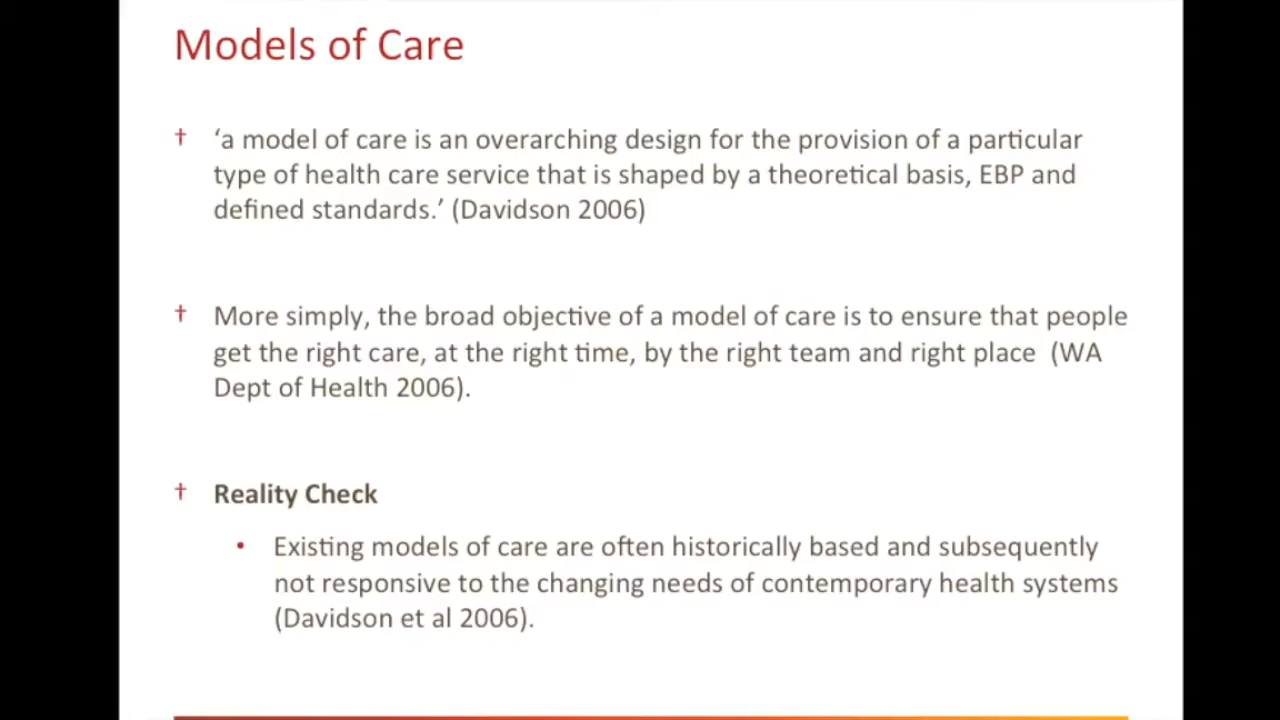 Models of Care
† ‘a model of care is an overarching design for the provision of a particular
type of health care service that is shaped by a theoretical basis, EBP and
defined standards.’ (Davidson 2006)
† More simply, the broad objective of a model of care is to ensure that people
get the right care, at the right time, by the right team and right place  (WA
Dept of Health 2006).
† Reality Check
• Existing models of care are often historically based and subsequently
not responsive to the changing needs of contemporary health systems
(Davidson et al 2006).